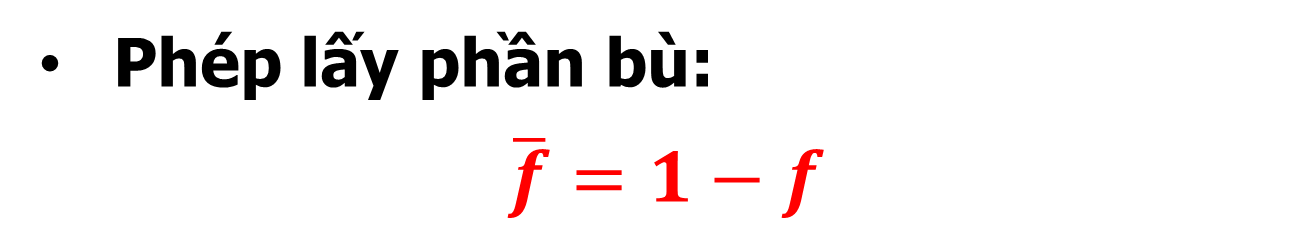 • Phép lấy phần bù:
f̅ = 1 − f